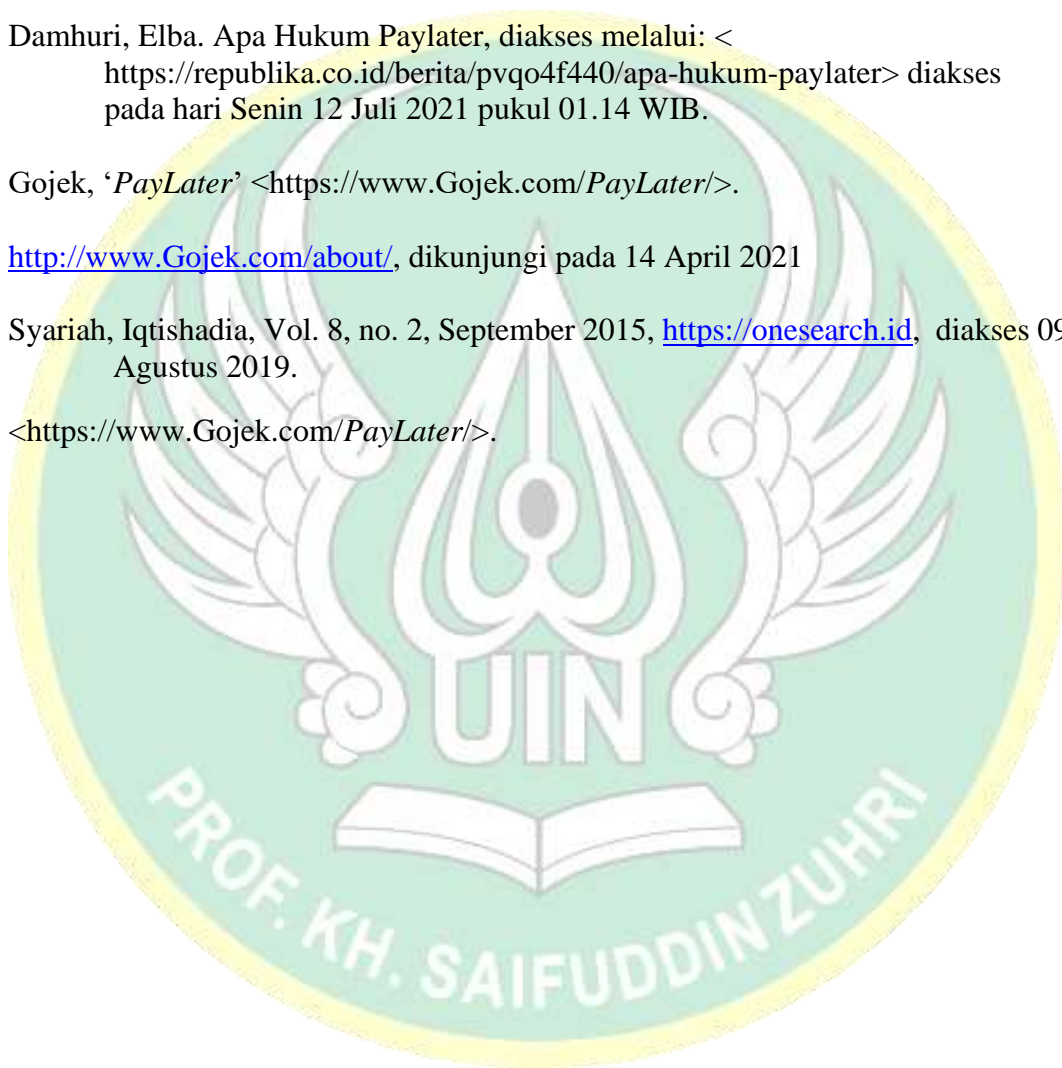 Damhuri, Elba. Apa Hukum Paylater, diakses melalui: <
https://republika.co.id/berita/pvqo4f440/apa-hukum-paylater> diakses
pada hari Senin 12 Juli 2021 pukul 01.14 WIB.
Gojek, ‘PayLater’ <https://www.Gojek.com/PayLater/>.
http://www.Gojek.com/about/, dikunjungi pada 14 April 2021
Syariah, Iqtishadia, Vol. 8, no. 2, September 2015, https://onesearch.id, diakses 09
Agustus 2019.
<https://www.Gojek.com/PayLater/>.
UIN
PROF. KH. SAIFUDDIN ZUHRI